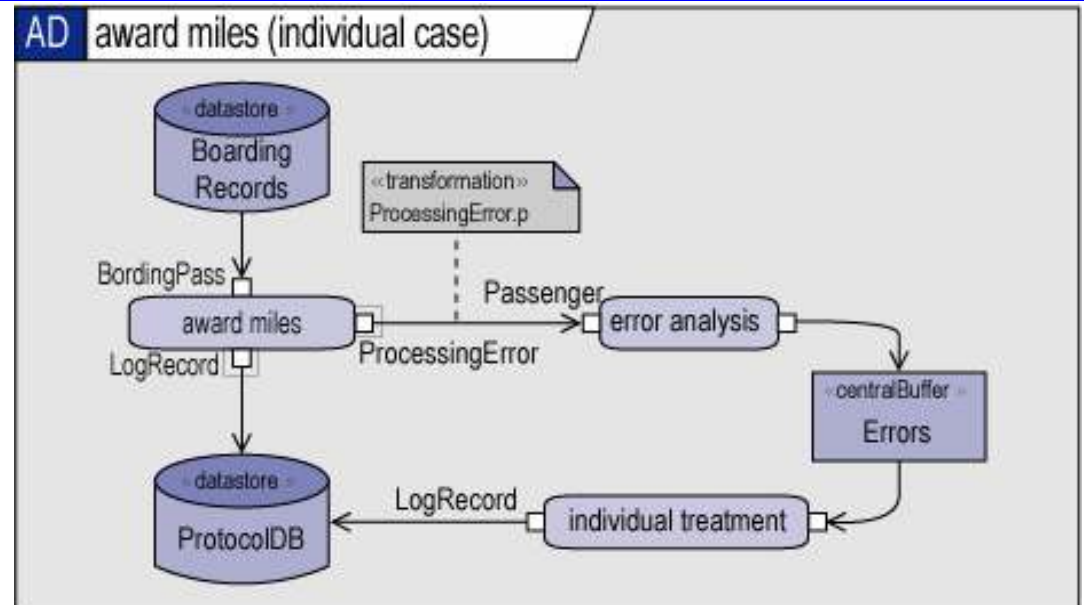 AD award miles (individual case)
«datastore»
Boarding
Records
«transformation»
ProcessingError.p
BordingPass
Passenger
award miles
error analysis
ProcessingError
LogRecord
«centralBuffer»
Errors
«datastore»
ProtocolDB
LogRecord
individual treatment